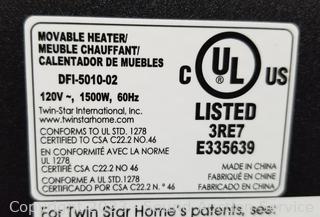 MOVABLE HEATER/
MEUBLE CHAUFFANT/
CALENTADOR DE MUEBLES
DFI-5010-02
120V ~, 1500W, 60Hz
Twin-Star International, Inc.
www.twinstarhome.com
CONFORMS TO UL STD. 1278
CERTIFIED TO CSA C22.2 NO.46
EN CONFORMITÉ AVEC LA NORME
UL 1278
CERTIFIÉ CSA C22.2 Nº 46
CUMPLE CON UL STD. 1278
CERTIFICADO POR CSA C22.2 N.º 46
C UL US
®
LISTED
3RE7
E335639
MADE IN CHINA
FABRIQUÉ EN CHINE
FABRICADO EN CHINA
For Twin Star Home's patents, see: